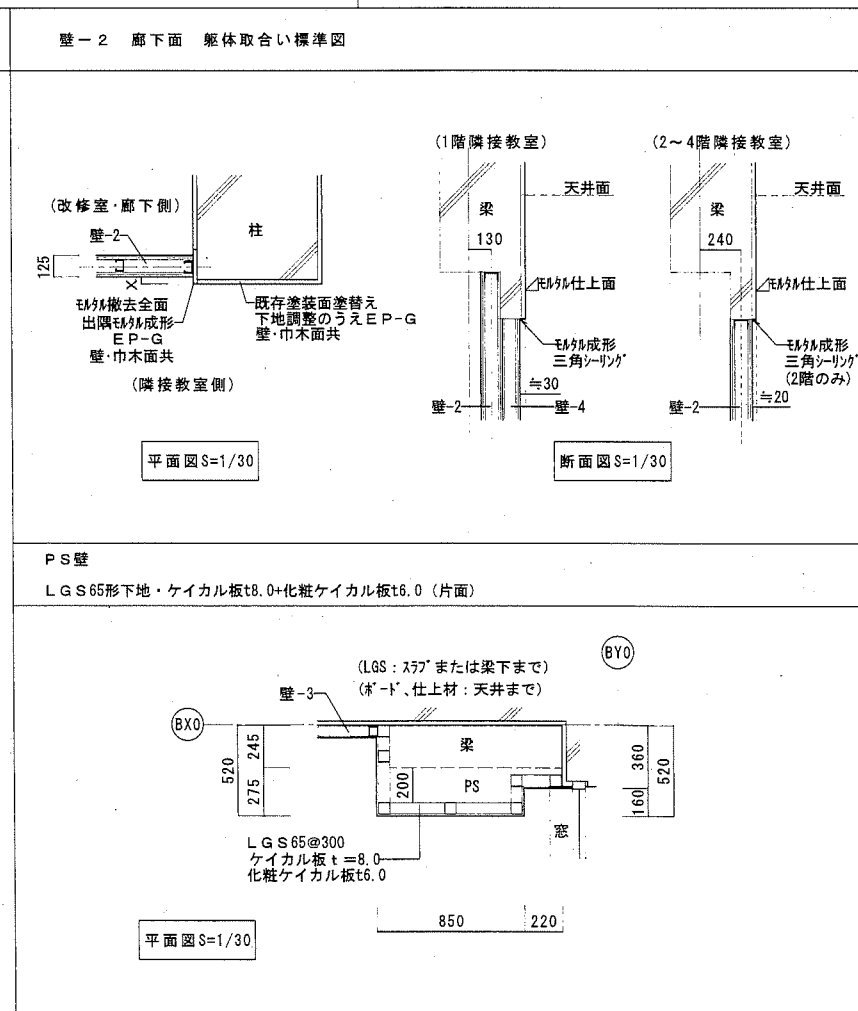 壁－２　廊下面　躯体取合い標準図
(改修室・廊下側)
壁-2
125
X
柱
ﾓﾙﾀﾙ撤去全面
出隅ﾓﾙﾀﾙ成形
ＥＰ-Ｇ
壁・巾木面共
既存塗装面塗替え
下地調整のうえＥＰ-Ｇ
壁・巾木面共
(隣接教室側)
平面図S=1/30
(1階隣接教室)
天井面
梁
130
ﾓﾙﾀﾙ仕上面
ﾓﾙﾀﾙ成形
三角ｼｰﾘﾝｸﾞ
≒30
壁-2
壁-4
(2～4階隣接教室)
天井面
梁
240
ﾓﾙﾀﾙ仕上面
ﾓﾙﾀﾙ成形
三角ｼｰﾘﾝｸﾞ
(2階のみ)
≒20
壁-2
断面図S=1/30
ＰＳ壁
ＬＧＳ65形下地・ケイカル板t8.0+化粧ケイカル板t6.0（片面）
BY0
(LGS：ｽﾗﾌﾞまたは梁下まで)
(ﾎﾞｰﾄﾞ、仕上材：天井まで)
壁-3
BX0
梁
520
245
275
200
PS
360
160
520
窓
ＬＧＳ65@300
ケイカル板ｔ＝8.0
化粧ケイカル板t6.0
850
220
平面図S=1/30